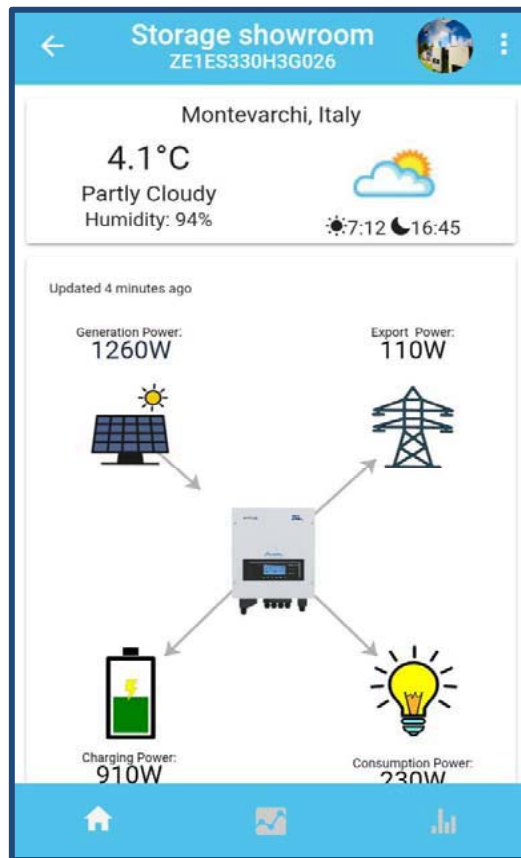 Storage showroom
ZE1ES330H3G026
Montevarchi, Italy
4.1°C
Partly Cloudy
Humidity: 94%
7:12 16:45
Updated 4 minutes ago
Generation Power:
1260W
Export Power:
110W
Charging Power:
910W
Consumption Power:
230W